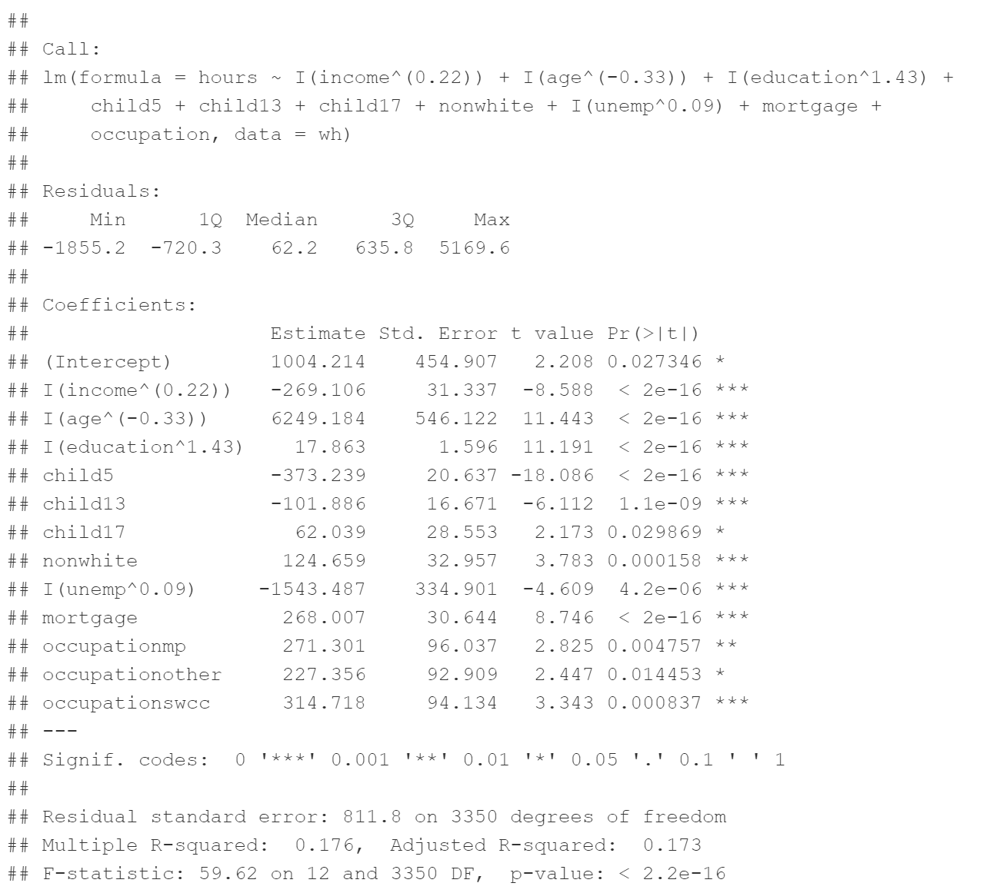 ##
## Call:
## lm(formula = hours ~ I(income^(0.22)) + I(age^(-0.33)) + I(education^1.43) +
##     child5 + child13 + child17 + nonwhite + I(unemp^0.09) + mortgage +
##     occupation, data = wh)
##
## Residuals:
##     Min      1Q  Median      3Q     Max
## -1855.2  -720.3    62.2   635.8  5169.6
##
## Coefficients:
##                    Estimate Std. Error t value Pr(>|t|)
## (Intercept)        1004.214    454.907   2.208 0.027346 *
## I(income^(0.22))   -269.106     31.337  -8.588  < 2e-16 ***
## I(age^(-0.33))     6249.184    546.122  11.443  < 2e-16 ***
## I(education^1.43)    17.863      1.596  11.191  < 2e-16 ***
## child5             -373.239     20.637 -18.086  < 2e-16 ***
## child13            -101.886     16.671  -6.112  1.1e-09 ***
## child17              62.039     28.553   2.173 0.029869 *
## nonwhite            124.659     32.957   3.783 0.000158 ***
## I(unemp^0.09)     -1543.487    334.901  -4.609  4.2e-06 ***
## mortgage            268.007     30.644   8.746  < 2e-16 ***
## occupationmp        271.301     96.037   2.825 0.004757 **
## occupationother     227.356     92.909   2.447 0.014453 *
## occupationswcc      314.718     94.134   3.343 0.000837 ***
## ---
## Signif. codes:  0 '***' 0.001 '**' 0.01 '*' 0.05 '.' 0.1 ' ' 1
##
## Residual standard error: 811.8 on 3350 degrees of freedom
## Multiple R-squared:  0.176,  Adjusted R-squared:  0.173
## F-statistic: 59.62 on 12 and 3350 DF,  p-value: < 2.2e-16